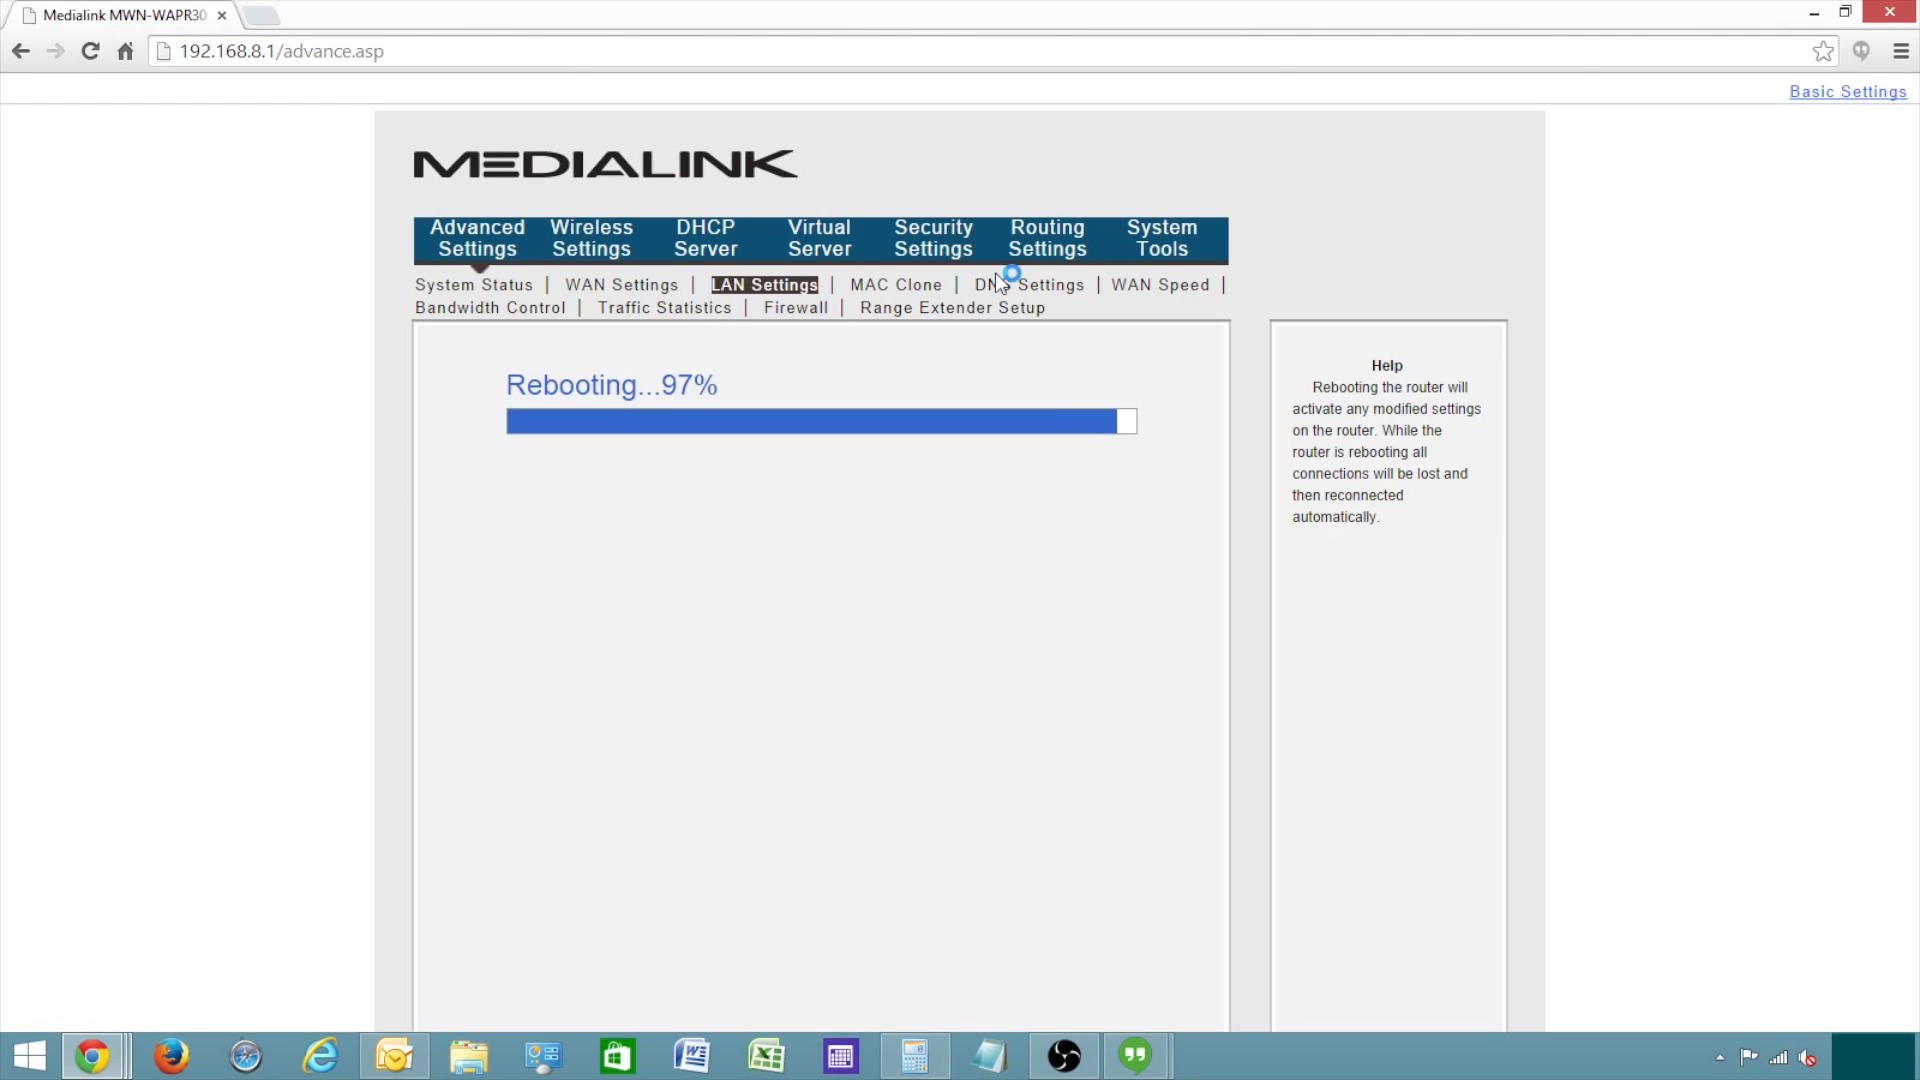 Medialink MWN-WAPR30
192.168.8.1/advance.asp
Basic Settings
MEDIALINK
Advanced Settings
Wireless Settings
DHCP Server
Virtual Server
Security Settings
Routing Settings
System Tools
System Status | WAN Settings | LAN Settings | MAC Clone | DNS Settings | WAN Speed |
Bandwidth Control | Traffic Statistics | Firewall | Range Extender Setup
Rebooting...97%
Help
Rebooting the router will
activate any modified settings
on the router. While the
router is rebooting all
connections will be lost and
then reconnected
automatically.